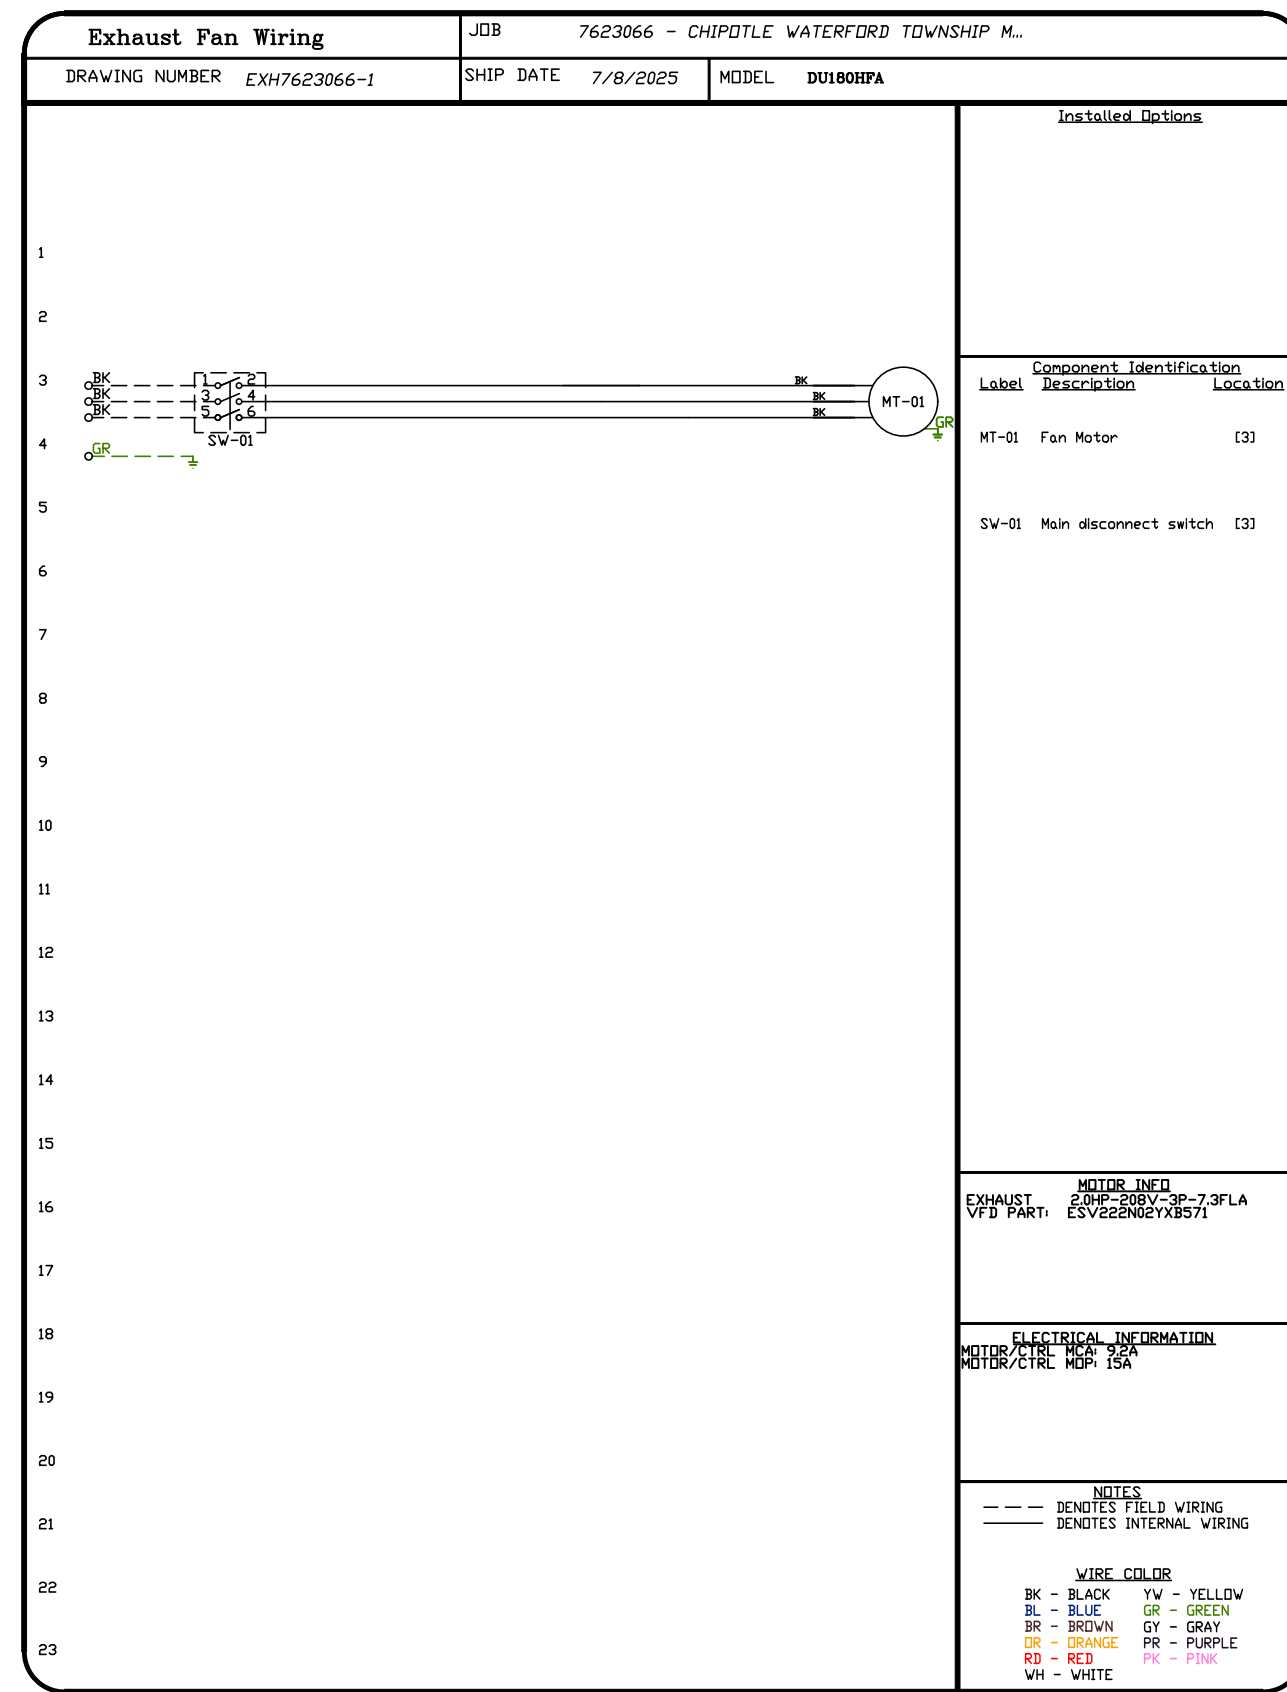 Exhaust Fan Wiring
JOB 7623066 - CHIPOTLE WATERFORD TOWNSHIP M...
DRAWING NUMBER EXH7623066-1
SHIP DATE 7/8/2025
MODEL DU180HFA
Installed Options
1
2
3
4
5
6
7
8
9
10
11
12
13
14
15
16
17
18
19
20
21
22
23
BK
BK
BK
GR
1 2
3 4
5 6
SW-01
BK
BK
BK
MT-01
GR
Component Identification
Label Description Location
MT-01 Fan Motor [3]
SW-01 Main disconnect switch [3]
MOTOR INFO
EXHAUST 2.0HP-208V-3P-7.3FLA
VFD PART: ESV222N02YXB571
ELECTRICAL INFORMATION
MOTOR/CTRL MCA: 9.2A
MOTOR/CTRL MOP: 15A
NOTES
DENOTES FIELD WIRING
DENOTES INTERNAL WIRING
WIRE COLOR
BK - BLACK YW - YELLOW
BL - BLUE GR - GREEN
BR - BROWN GY - GRAY
OR - ORANGE PR - PURPLE
RD - RED PK - PINK
WH - WHITE